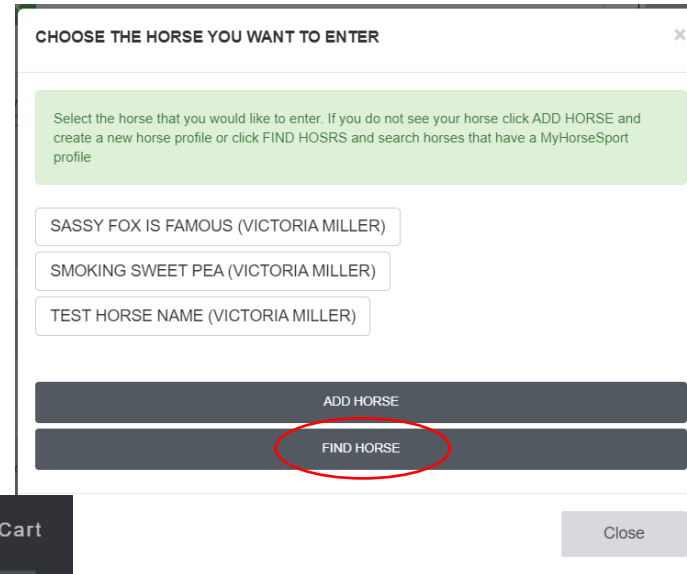 CHOOSE THE HORSE YOU WANT TO ENTER ×
Select the horse that you would like to enter. If you do not see your horse click ADD HORSE and
create a new horse profile or click FIND HOSRS and search horses that have a MyHorseSport
profile
SASSY FOX IS FAMOUS (VICTORIA MILLER)
SMOKING SWEET PEA (VICTORIA MILLER)
TEST HORSE NAME (VICTORIA MILLER)
ADD HORSE
FIND HORSE
Cart
Close